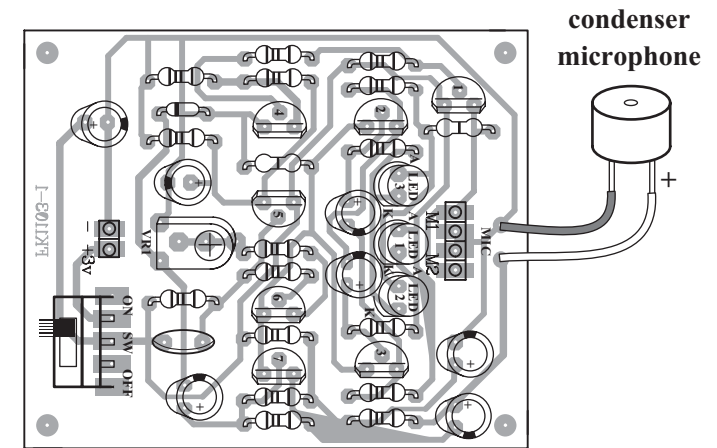 condenser
microphone
+
FK1103-1
-
+3v
ON
SW
OFF
VR1
1
2
3
4
5
6
7
A
LED
3
K
A
LED
1
K
A
LED
2
K
M1
MIC
M2
+
+
+
+
+
+
+